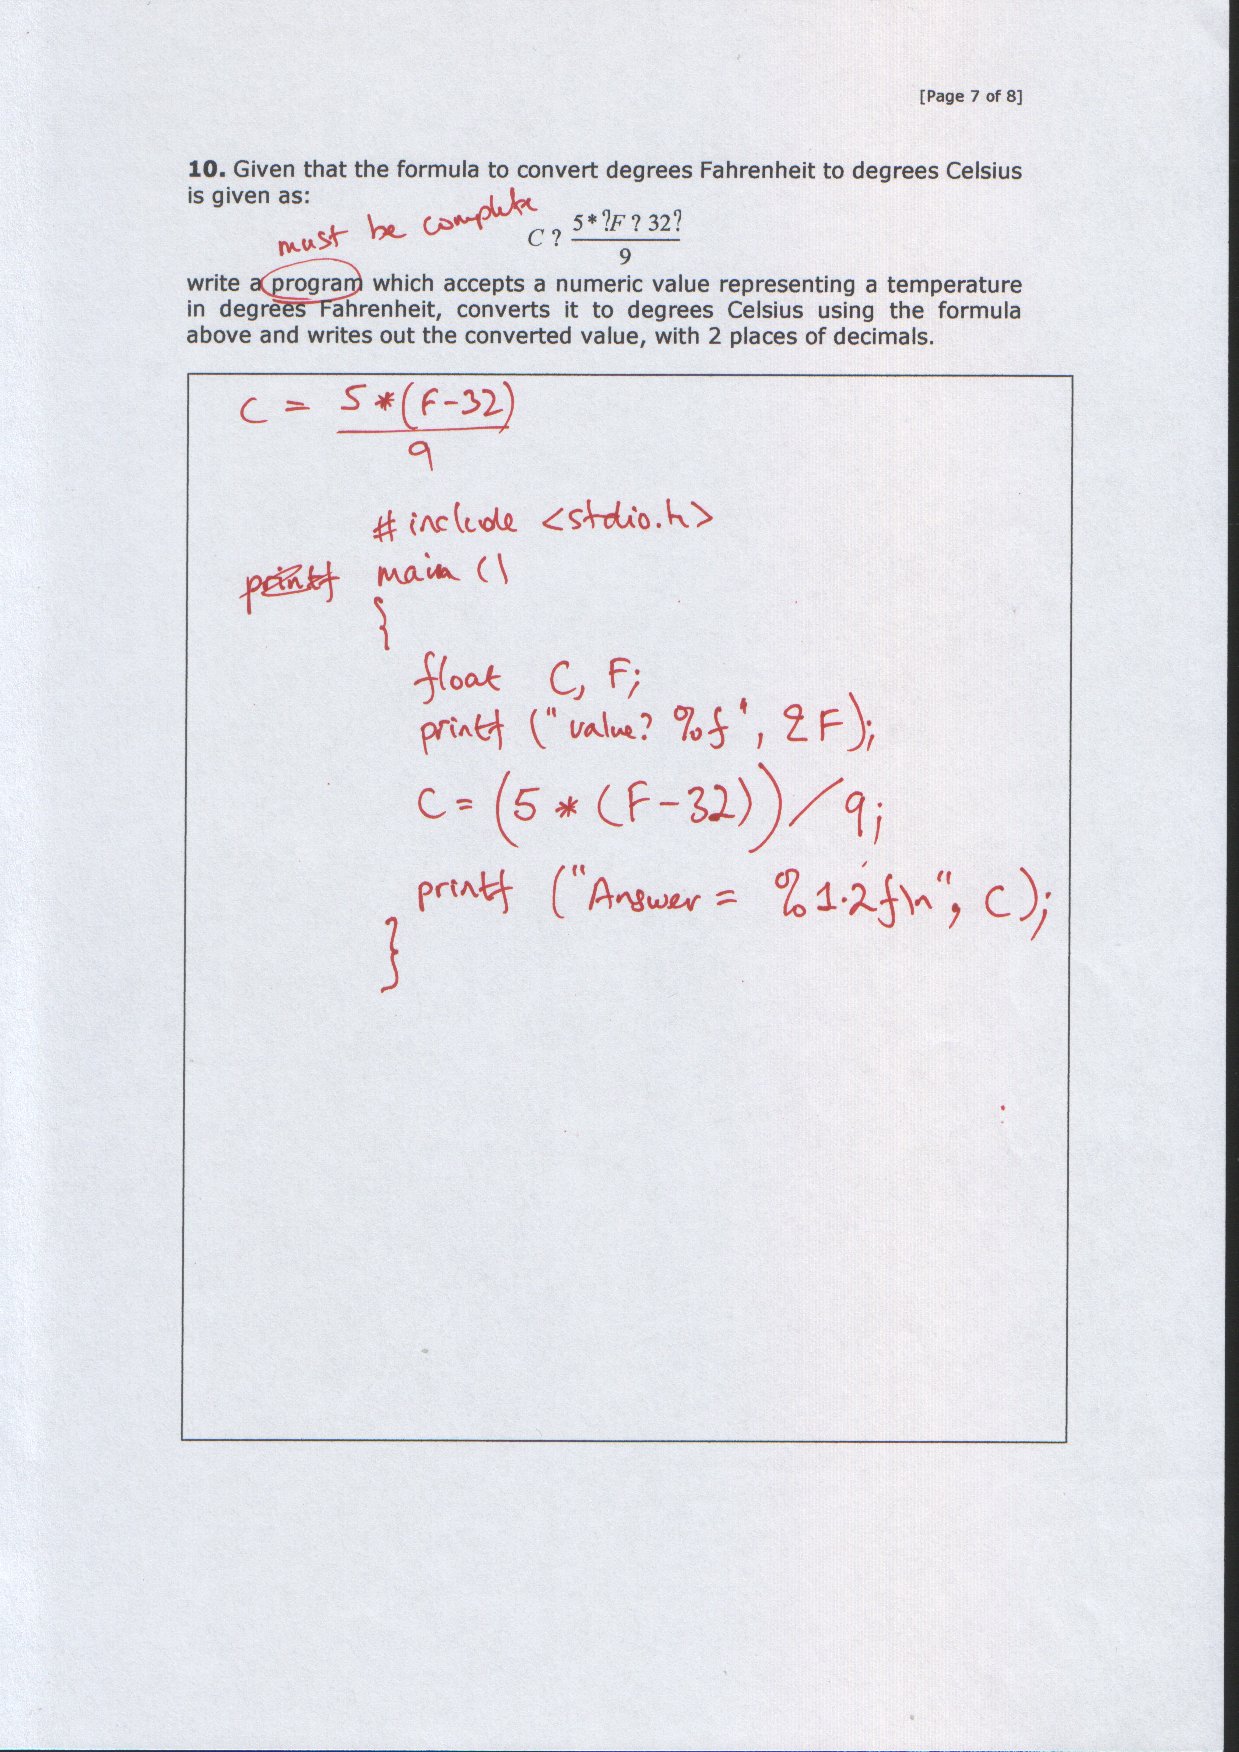 [Page 7 of 8]
10. Given that the formula to convert degrees Fahrenheit to degrees Celsius
is given as:
must be complete
C ? 5*?F ? 32?
9
write a program which accepts a numeric value representing a temperature
in degrees Fahrenheit, converts it to degrees Celsius using the formula
above and writes out the converted value, with 2 places of decimals.
C = 5*(F-32)
9
#include <stdio.h>
printf main ()
{
float C, F;
printf ("value? %f", &F);
C = (5 * (F-32)) / 9;
printf ("Answer = %1.2f\n", C);
}